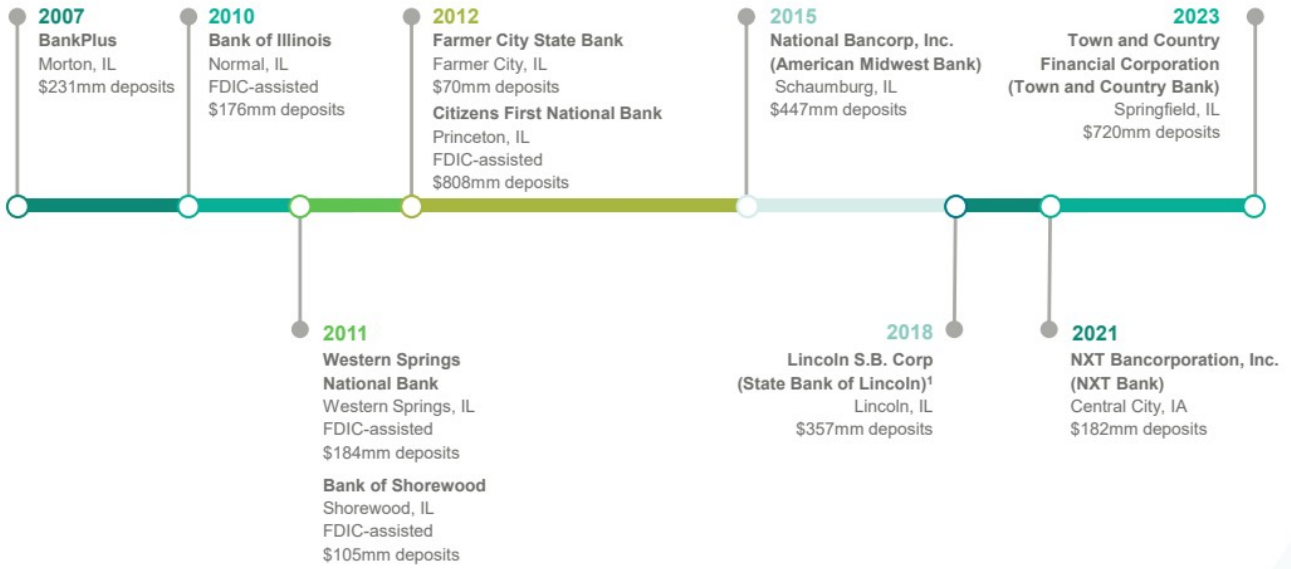 2007
BankPlus
Morton, IL
$231mm deposits
2010
Bank of Illinois
Normal, IL
FDIC-assisted
$176mm deposits
2012
Farmer City State Bank
Farmer City, IL
$70mm deposits
Citizens First National Bank
Princeton, IL
FDIC-assisted
$808mm deposits
2015
National Bancorp, Inc.
(American Midwest Bank)
Schaumburg, IL
$447mm deposits
2023
Town and Country
Financial Corporation
(Town and Country Bank)
Springfield, IL
$720mm deposits
2011
Western Springs
National Bank
Western Springs, IL
FDIC-assisted
$184mm deposits
Bank of Shorewood
Shorewood, IL
FDIC-assisted
$105mm deposits
2018
Lincoln S.B. Corp
(State Bank of Lincoln)¹
Lincoln, IL
$357mm deposits
2021
NXT Bancorporation, Inc.
(NXT Bank)
Central City, IA
$182mm deposits